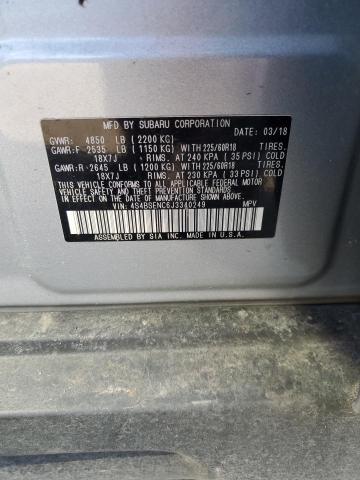 MFD BY SUBARU CORPORATION
DATE: 03/18
GVWR: 4850 LB (2200 KG)
GAWR:F-2535 LB (1150 KG) WITH 225/60R18 TIRES.
18X7J RIMS. AT 240 KPA (35 PSI) COLD
GAWR:R-2645 LB (1200 KG) WITH 225/60R18 TIRES.
18X7J RIMS. AT 230 KPA (33 PSI) COLD
THIS VEHICLE CONFORMS TO ALL APPLICABLE FEDERAL MOTOR
VEHICLE SAFETY STANDARDS IN EFFECT
ON THE DATE OF MANUFACTURE SHOWN ABOVE.
VIN: 4S4BSENC6J3340249 MPV
ASSEMBLED BY SIA INC. MADE IN U.S.A.